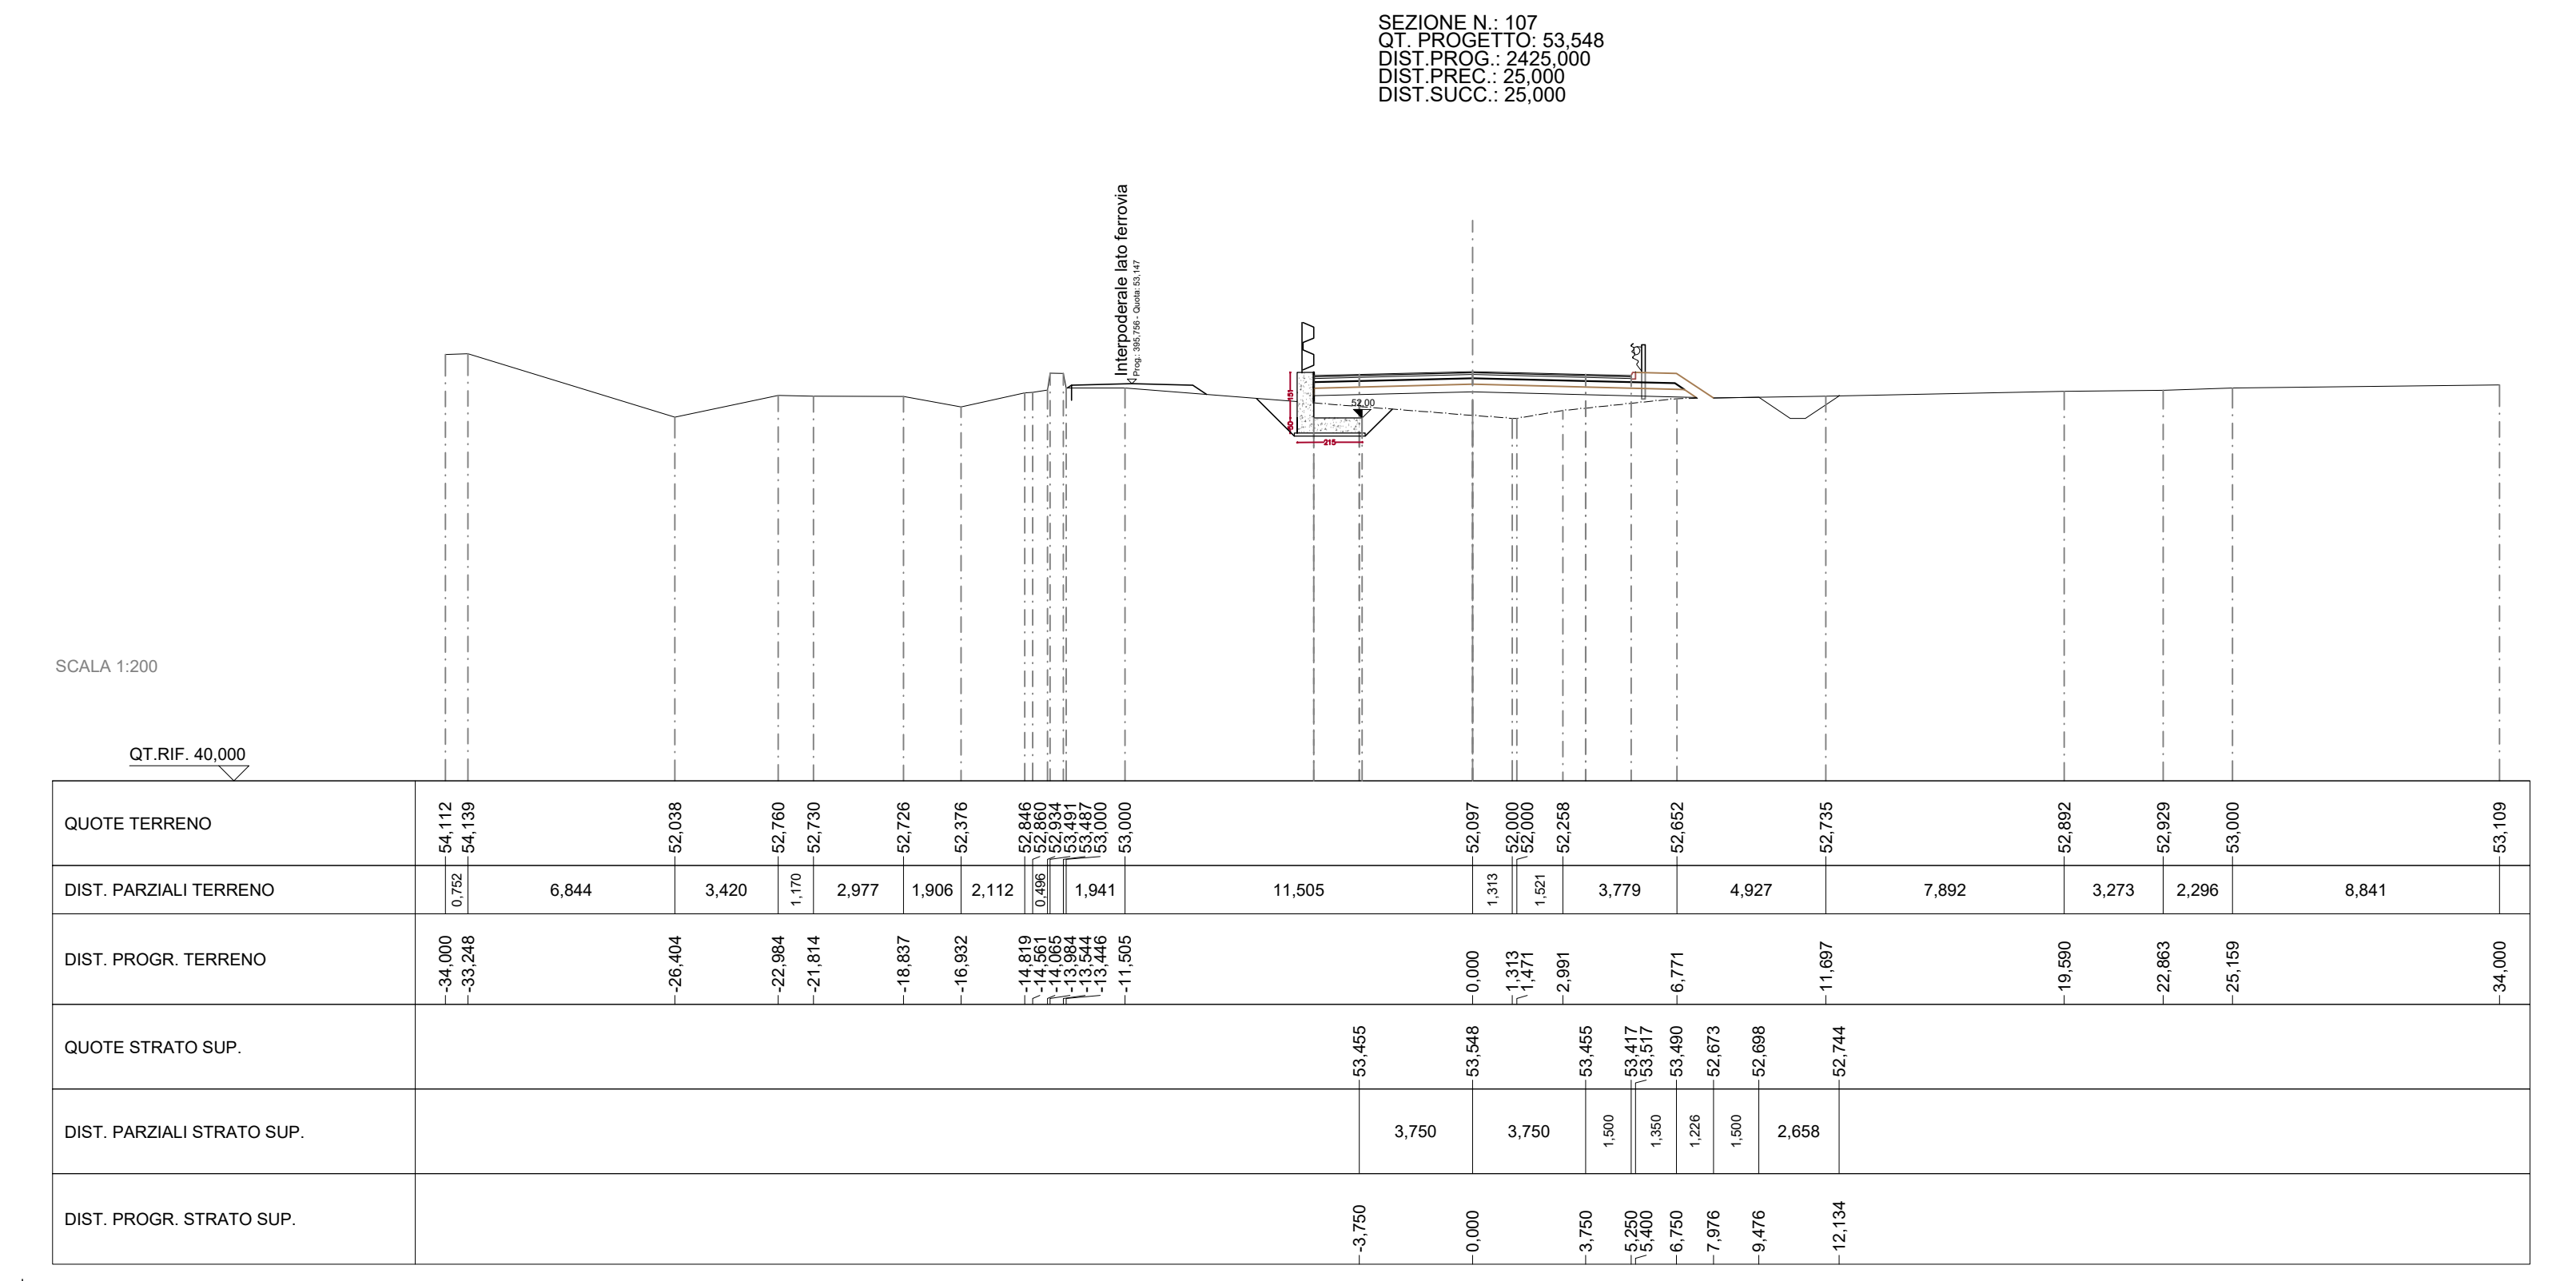 SEZIONE N.: 107
QT. PROGETTO: 53,548
DIST.PROG.: 2425,000
DIST.PREC.: 25,000
DIST.SUCC.: 25,000
Interpoderale lato ferrovia
Prog.: 395,756 - Quota: 53,147
52,00
151
50
215
SCALA 1:200
QT.RIF. 40,000
QUOTE TERRENO
54,112 54,139 52,038 52,760 52,730 52,726 52,376 52,846 52,860 52,934 53,491 53,487 53,000 53,000 52,097 52,000 52,000 52,258 52,652 52,735 52,892 52,929 53,000 53,109
DIST. PARZIALI TERRENO
0,752 6,844 3,420 1,170 2,977 1,906 2,112 0,496 1,941 11,505 1,313 1,521 3,779 4,927 7,892 3,273 2,296 8,841
DIST. PROGR. TERRENO
-34,000 -33,248 -26,404 -22,984 -21,814 -18,837 -16,932 -14,819 -14,561 -14,065 -13,984 -13,544 -13,446 -11,505 0,000 1,313 1,471 2,991 6,771 11,697 19,590 22,863 25,159 34,000
QUOTE STRATO SUP.
53,455 53,548 53,455 53,417 53,517 53,490 52,673 52,698 52,744
DIST. PARZIALI STRATO SUP.
3,750 3,750 1,500 1,350 1,226 1,500 2,658
DIST. PROGR. STRATO SUP.
-3,750 0,000 3,750 5,250 5,400 6,750 7,976 9,476 12,134